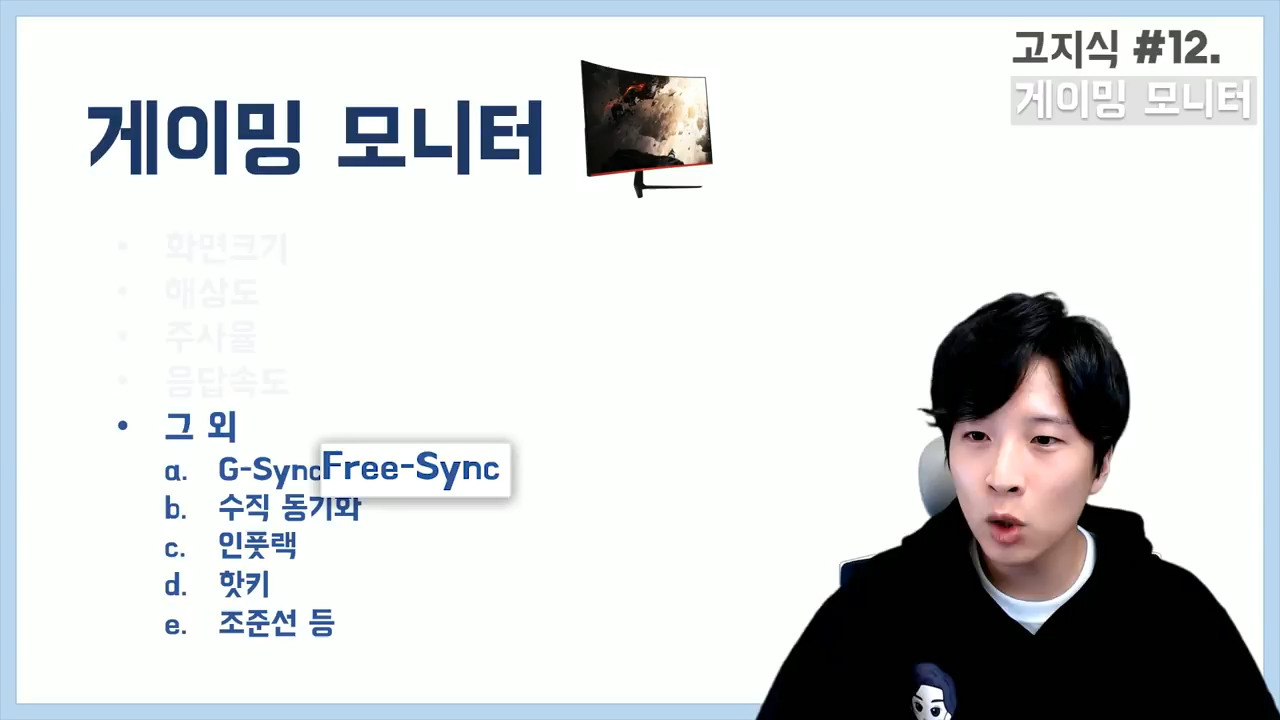 고지식 #12.
게이밍 모니터
게이밍 모니터
• 화면크기
• 해상도
• 주사율
• 응답속도
• 그 외
a. G-Sync Free-Sync
b. 수직 동기화
c. 인풋랙
d. 핫키
e. 조준선 등